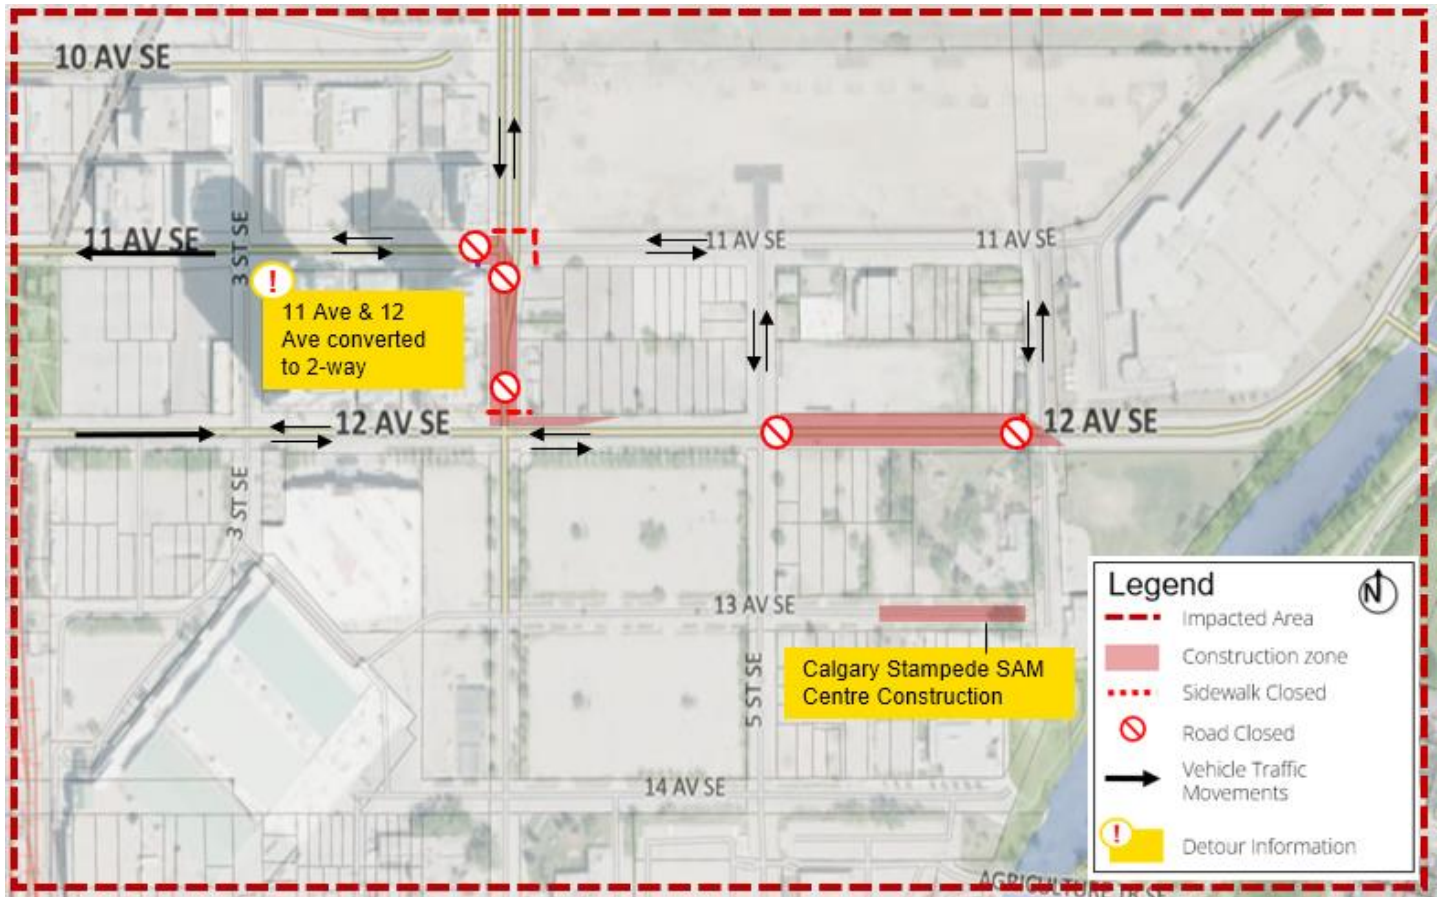 10 AV SE
3 ST SE
11 AV SE
11 AV SE
11 AV SE
!
11 Ave & 12
Ave converted
to 2-way
12 AV SE
12 AV SE
3 ST SE
13 AV SE
Calgary Stampede SAM
Centre Construction
5 ST SE
14 AV SE
Legend
N
Impacted Area
Construction zone
Sidewalk Closed
Road Closed
Vehicle Traffic
Movements
!
Detour Information
AGRICULTURE TR SE